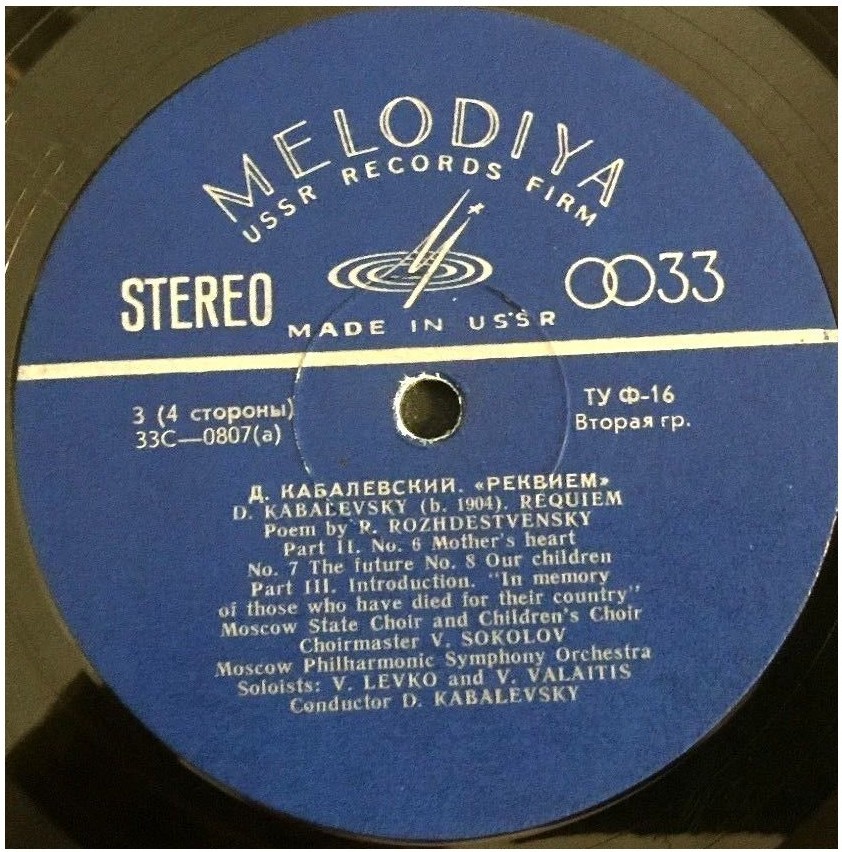 MELODIYA
USSR RECORDS FIRM
STEREO
33
MADE IN USSR
3 (4 стороны)
33С—0807(а)
ТУ Ф-16
Вторая гр.
Д. КАБАЛЕВСКИЙ. «РЕКВИЕМ»
D. KABALEVSKY (b. 1904). REQUIEM
Poem by R. ROZHDESTVENSKY
Part II. No. 6 Mother's heart
No. 7 The future No. 8 Our children
Part III. Introduction. "In memory
of those who have died for their country"
Moscow State Choir and Children's Choir
Choirmaster V. SOKOLOV
Moscow Philharmonic Symphony Orchestra
Soloists: V. LEVKO and V. VALAITIS
Conductor D. KABALEVSKY